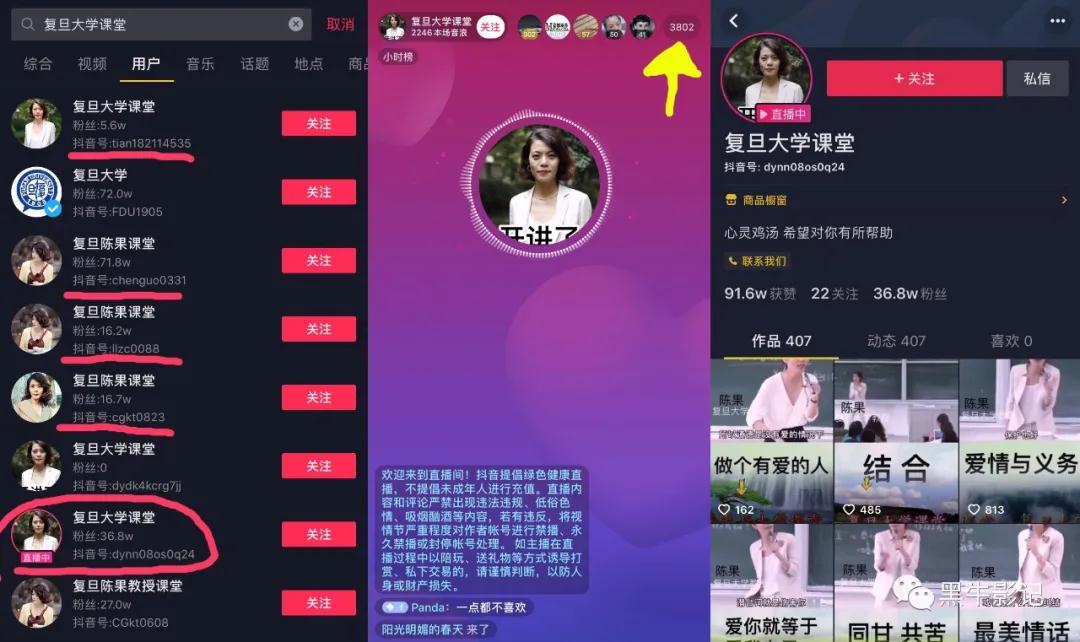 复旦大学课堂
取消
综合
视频
用户
音乐
话题
地点
商品
复旦大学课堂
粉丝:5.6w
抖音号:tian182114535
关注
复旦大学
粉丝:72.0w
抖音号:FDU1905
关注
复旦陈果课堂
粉丝:71.8w
抖音号:chenguo0331
关注
复旦陈果课堂
粉丝:16.2w
抖音号:llzc0088
关注
复旦陈果课堂
粉丝:16.7w
抖音号:cgkt0823
关注
复旦大学课堂
粉丝:0
抖音号:dydk4kcrg7jj
关注
复旦大学课堂
粉丝:36.8w
抖音号:dynn08os0q24
直播中
关注
复旦陈果教授课堂
粉丝:27.0w
抖音号:CGkt0608
关注
复旦大学课堂
2246本场音浪
关注
902
57
50
41
3802
小时榜
开讲了
欢迎来到直播间！抖音提倡绿色健康直
播，不提倡未成年人进行充值。直播内
容和评论严禁出现违法违规、低俗色
情、吸烟酗酒等内容，若有违反，将视
情节严重程度对作者帐号进行禁播、永
久禁播或封停帐号处理。 如主播在直
播过程中以陪玩、送礼物等方式诱导打
赏、私下交易的，请谨慎判断，以防人
身或财产损失。
Panda：一点都不喜欢
阳光明媚的春天 来了
+ 关注
私信
直播中
复旦大学课堂
抖音号: dynn08os0q24
商品橱窗
心灵鸡汤 希望对你有所帮助
联系我们
91.6w获赞 22关注 36.8w粉丝
作品 407
动态 407
喜欢 0
陈果
做个有爱的人
162
陈果
结合
485
陈果
保护也好
爱情与义务
813
陈果
爱你就等于
陈果
同甘 共苦
陈果
最美情话
黑牛影记